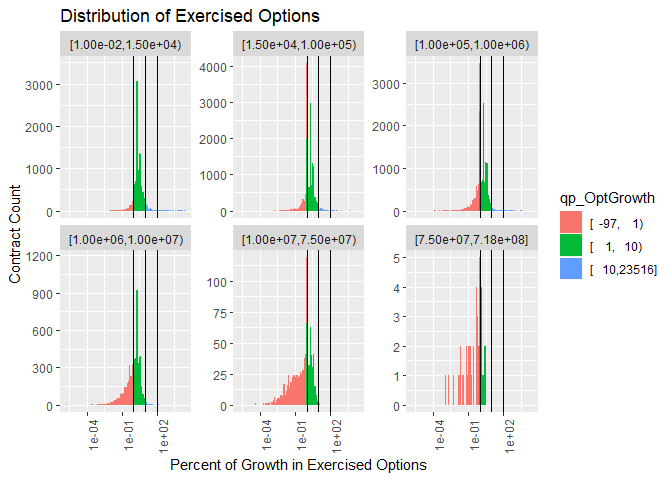 Distribution of Exercised Options
[1.00e-02,1.50e+04)
[1.50e+04,1.00e+05)
[1.00e+05,1.00e+06)
3000
2000
1000
0
4000
3000
2000
1000
0
3000
2000
1000
0
[1.00e+06,1.00e+07)
[1.00e+07,7.50e+07)
[7.50e+07,7.18e+08]
1200
900
600
300
0
100
75
50
25
0
5
4
3
2
1
0
1e-04
1e-01
1e+02
1e-04
1e-01
1e+02
1e-04
1e-01
1e+02
Contract Count
Percent of Growth in Exercised Options
qp_OptGrowth
[ -97, 1)
[ 1, 10)
[ 10,23516]